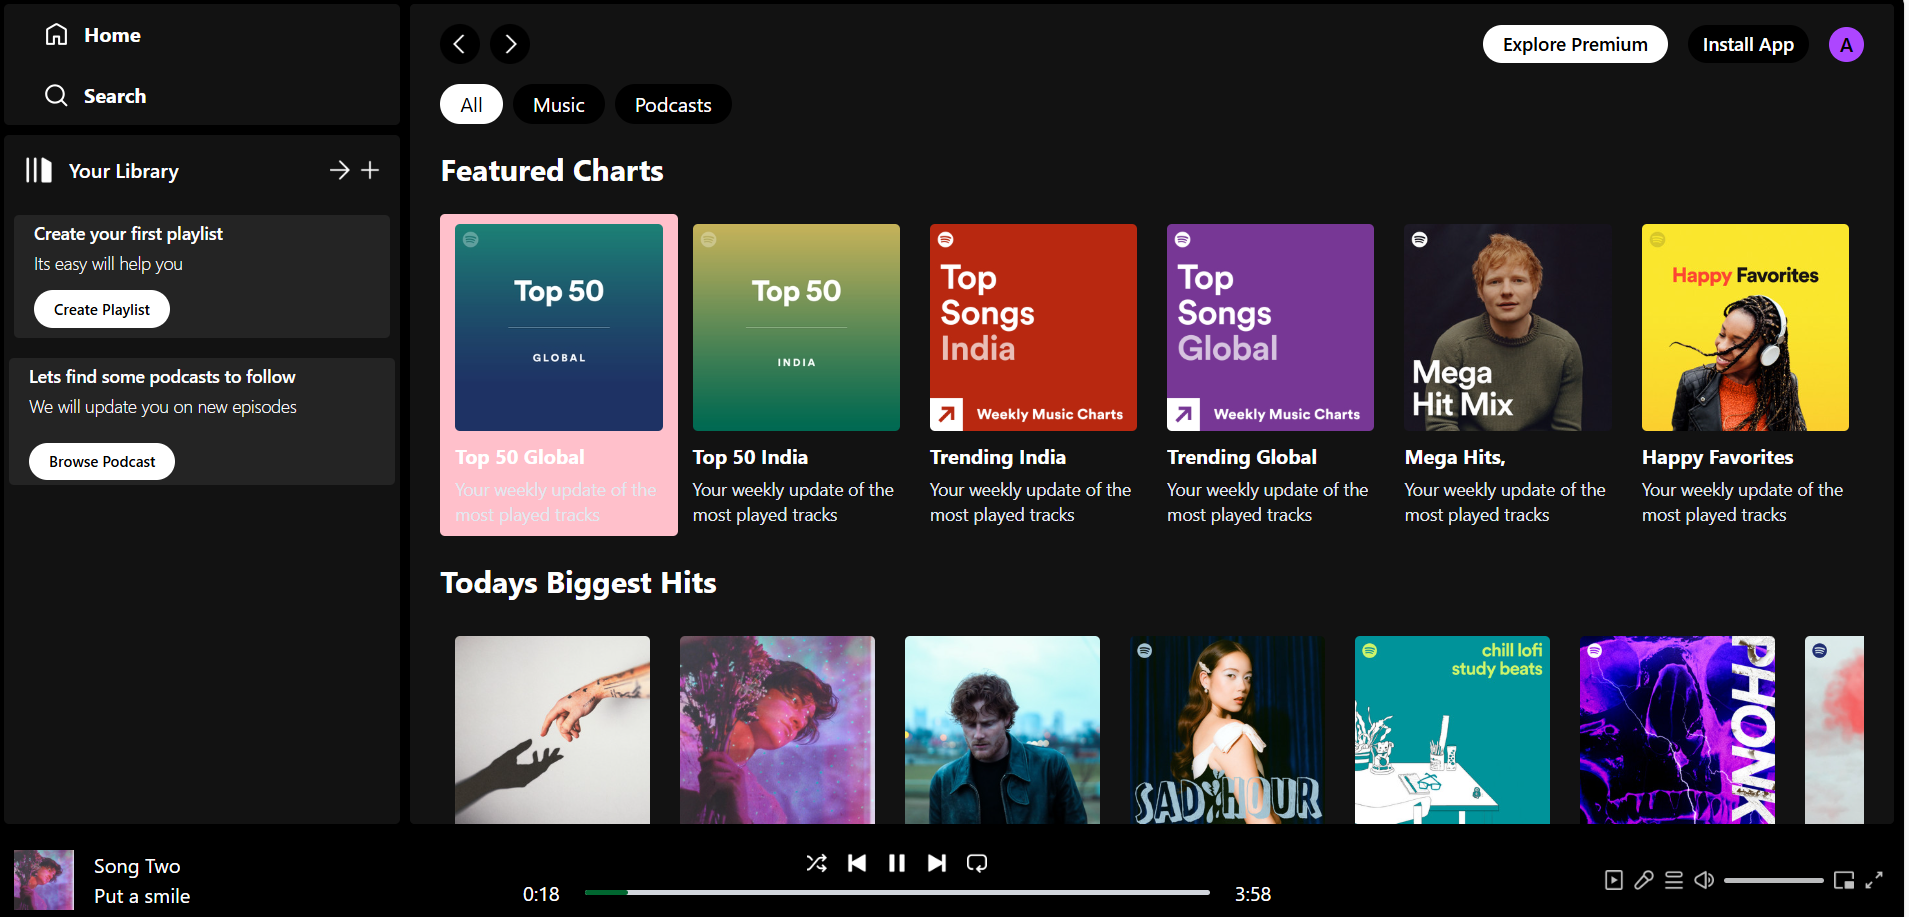 Home
Search
Your Library
Create your first playlist
Its easy will help you
Create Playlist
Lets find some podcasts to follow
We will update you on new episodes
Browse Podcast
Explore Premium
Install App
A
All
Music
Podcasts
Featured Charts
Top 50
GLOBAL
Top 50 Global
Your weekly update of the
most played tracks
Top 50
INDIA
Top 50 India
Your weekly update of the
most played tracks
Top
Songs
India
Weekly Music Charts
Trending India
Your weekly update of the
most played tracks
Top
Songs
Global
Weekly Music Charts
Trending Global
Your weekly update of the
most played tracks
Mega
Hit Mix
Mega Hits,
Your weekly update of the
most played tracks
Happy Favorites
Happy Favorites
Your weekly update of the
most played tracks
Todays Biggest Hits
SAD HOUR
chill lofi
study beats
PHONK
Song Two
Put a smile
0:18
3:58